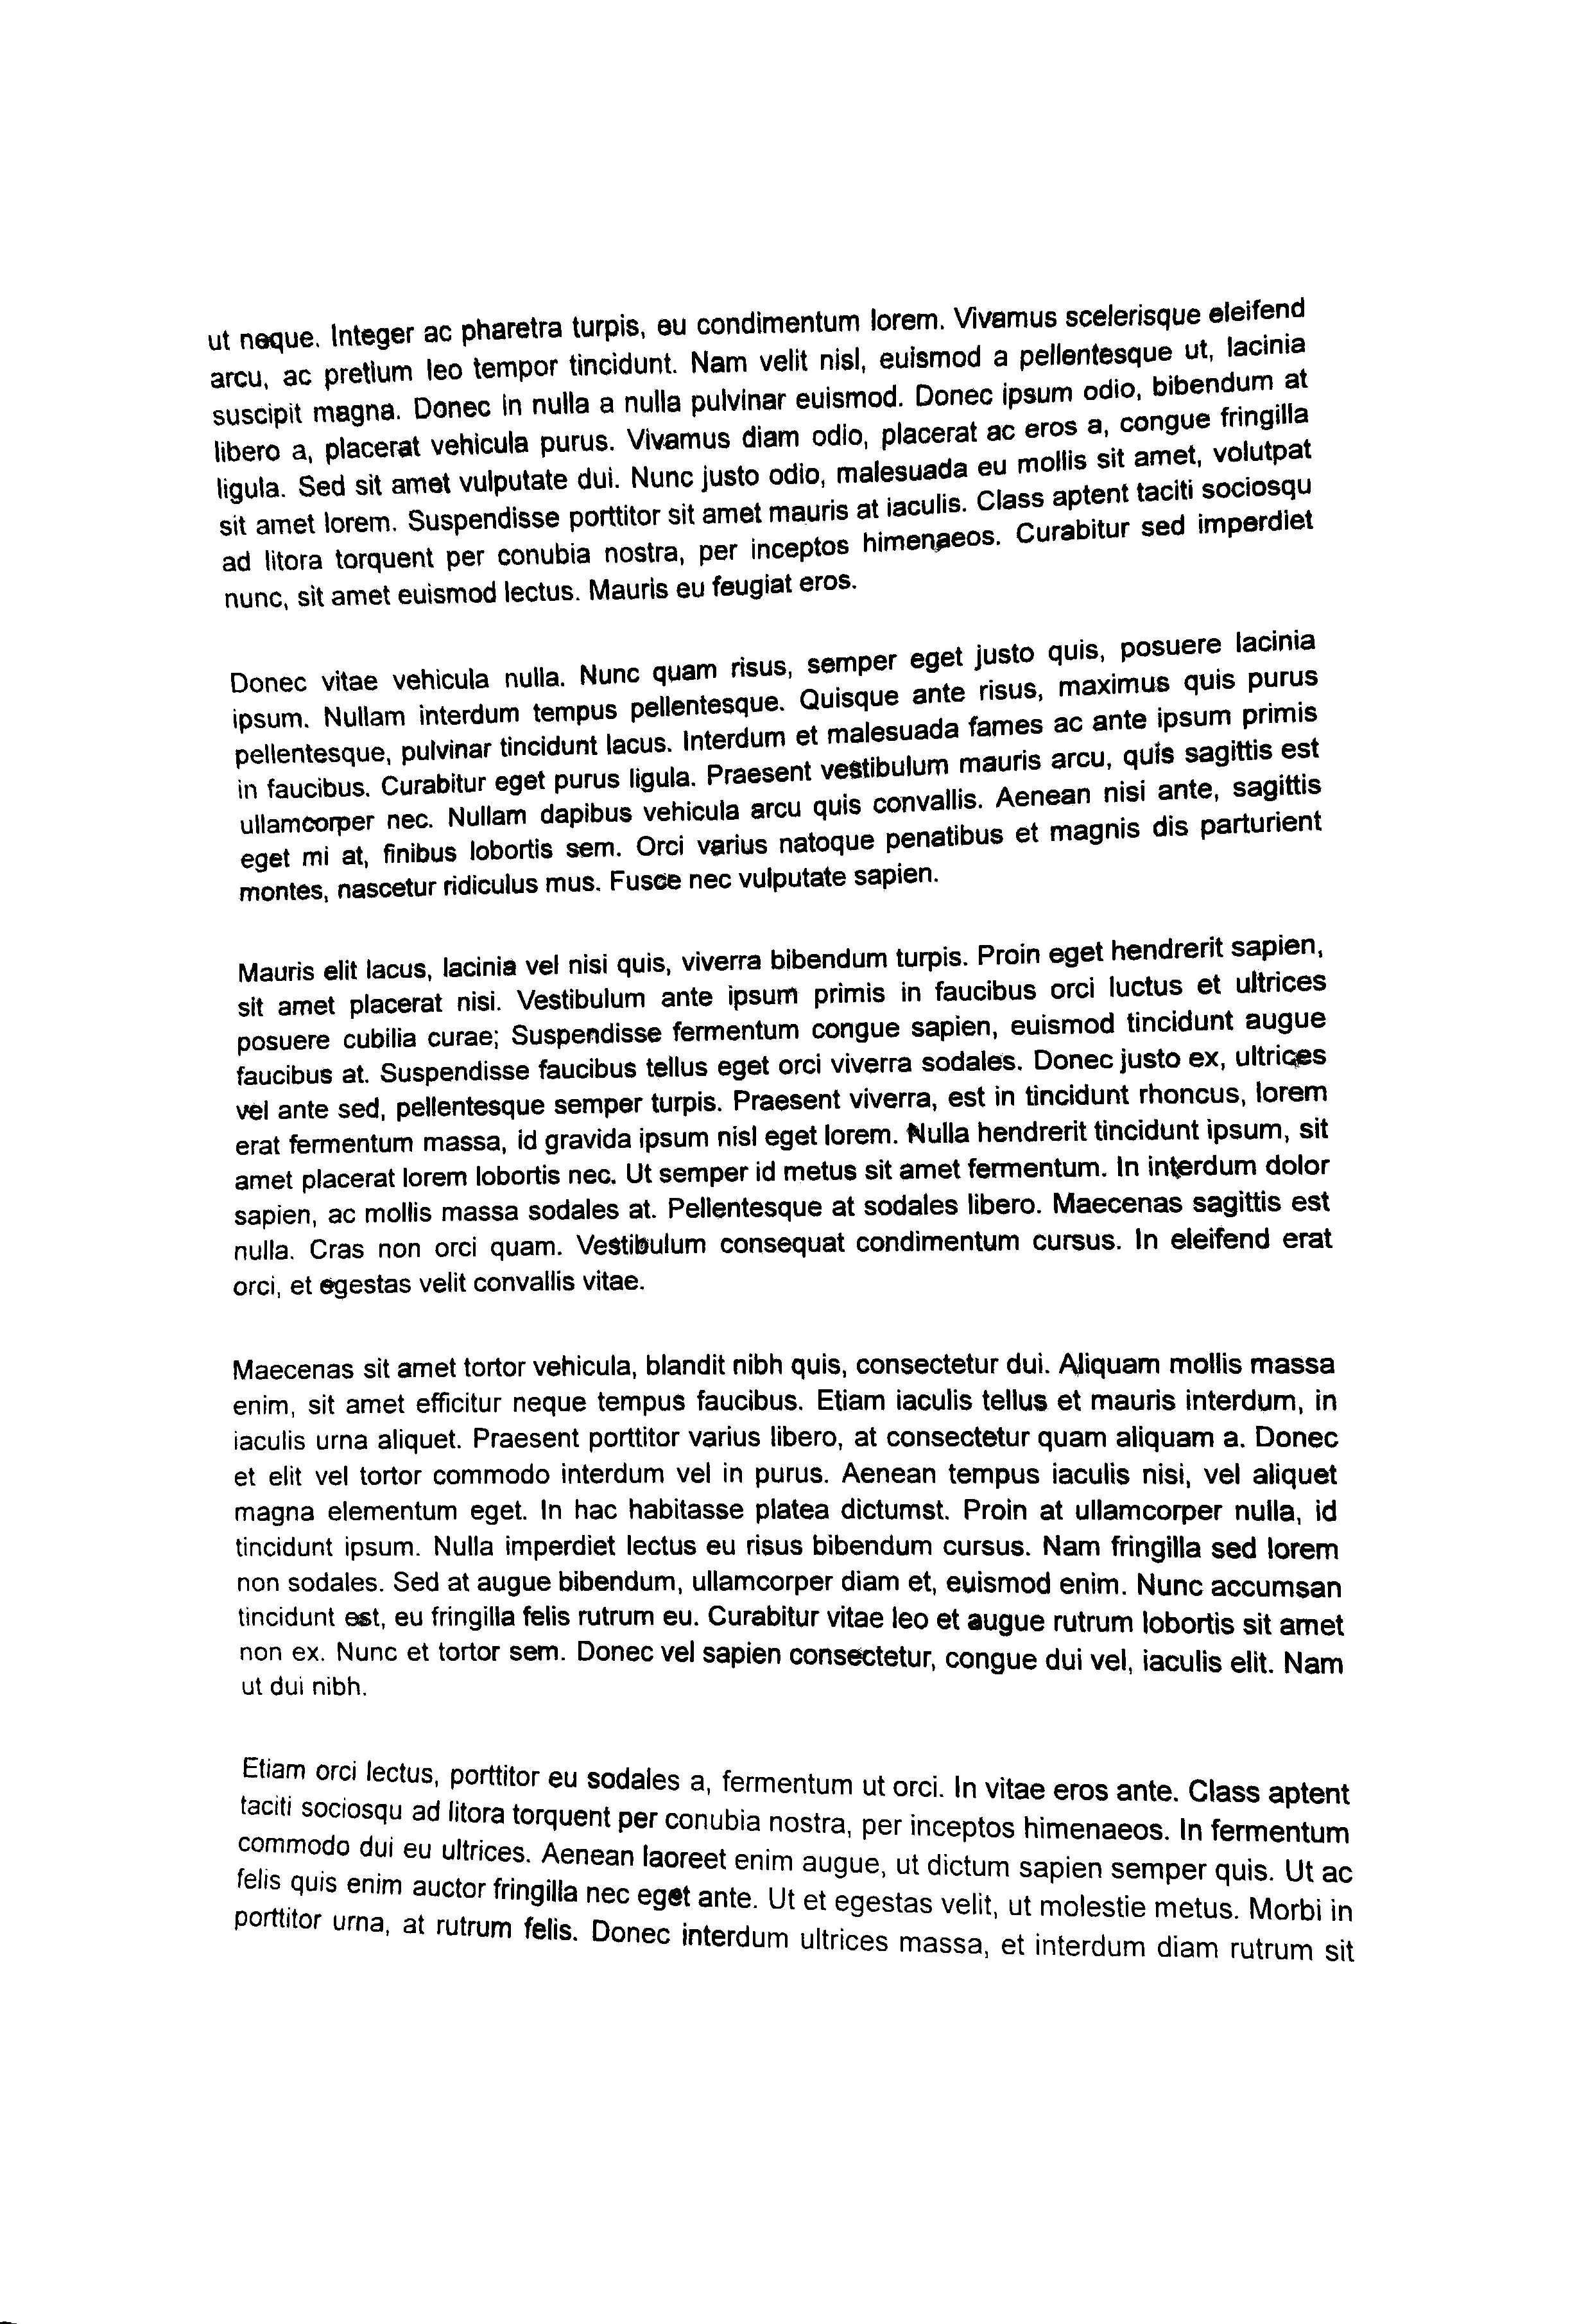 ut neque. Integer ac pharetra turpis, eu condimentum lorem. Vivamus scelerisque eleifend
arcu, ac pretium leo tempor tincidunt. Nam velit nisl, euismod a pellentesque ut, lacinia
suscipit magna. Donec in nulla a nulla pulvinar euismod. Donec ipsum odio, bibendum at
libero a, placerat vehicula purus. Vivamus diam odio, placerat ac eros a, congue fringilla
ligula. Sed sit amet vulputate dui. Nunc justo odio, malesuada eu mollis sit amet, volutpat
sit amet lorem. Suspendisse porttitor sit amet mauris at iaculis. Class aptent taciti sociosqu
ad litora torquent per conubia nostra, per inceptos himenaeos. Curabitur sed imperdiet
nunc, sit amet euismod lectus. Mauris eu feugiat eros.
Donec vitae vehicula nulla. Nunc quam risus, semper eget justo quis, posuere lacinia
ipsum. Nullam interdum tempus pellentesque. Quisque ante risus, maximus quis purus
pellentesque, pulvinar tincidunt lacus. Interdum et malesuada fames ac ante ipsum primis
in faucibus. Curabitur eget purus ligula. Praesent vestibulum mauris arcu, quis sagittis est
ullamcorper nec. Nullam dapibus vehicula arcu quis convallis. Aenean nisi ante, sagittis
eget mi at, finibus lobortis sem. Orci varius natoque penatibus et magnis dis parturient
montes, nascetur ridiculus mus. Fusce nec vulputate sapien.
Mauris elit lacus, lacinia vel nisi quis, viverra bibendum turpis. Proin eget hendrerit sapien,
sit amet placerat nisi. Vestibulum ante ipsum primis in faucibus orci luctus et ultrices
posuere cubilia curae; Suspendisse fermentum congue sapien, euismod tincidunt augue
faucibus at. Suspendisse faucibus tellus eget orci viverra sodales. Donec justo ex, ultrices
vel ante sed, pellentesque semper turpis. Praesent viverra, est in tincidunt rhoncus, lorem
erat fermentum massa, id gravida ipsum nisl eget lorem. Nulla hendrerit tincidunt ipsum, sit
amet placerat lorem lobortis nec. Ut semper id metus sit amet fermentum. In interdum dolor
sapien, ac mollis massa sodales at. Pellentesque at sodales libero. Maecenas sagittis est
nulla. Cras non orci quam. Vestibulum consequat condimentum cursus. In eleifend erat
orci, et egestas velit convallis vitae.
Maecenas sit amet tortor vehicula, blandit nibh quis, consectetur dui. Aliquam mollis massa
enim, sit amet efficitur neque tempus faucibus. Etiam iaculis tellus et mauris interdum, in
iaculis urna aliquet. Praesent porttitor varius libero, at consectetur quam aliquam a. Donec
et elit vel tortor commodo interdum vel in purus. Aenean tempus iaculis nisi, vel aliquet
magna elementum eget. In hac habitasse platea dictumst. Proin at ullamcorper nulla, id
tincidunt ipsum. Nulla imperdiet lectus eu risus bibendum cursus. Nam fringilla sed lorem
non sodales. Sed at augue bibendum, ullamcorper diam et, euismod enim. Nunc accumsan
tincidunt est, eu fringilla felis rutrum eu. Curabitur vitae leo et augue rutrum lobortis sit amet
non ex. Nunc et tortor sem. Donec vel sapien consectetur, congue dui vel, iaculis elit. Nam
ut dui nibh.
Etiam orci lectus, porttitor eu sodales a, fermentum ut orci. In vitae eros ante. Class aptent
taciti sociosqu ad litora torquent per conubia nostra, per inceptos himenaeos. In fermentum
commodo dui eu ultrices. Aenean laoreet enim augue, ut dictum sapien semper quis. Ut ac
felis quis enim auctor fringilla nec eget ante. Ut et egestas velit, ut molestie metus. Morbi in
porttitor urna, at rutrum felis. Donec interdum ultrices massa, et interdum diam rutrum sit